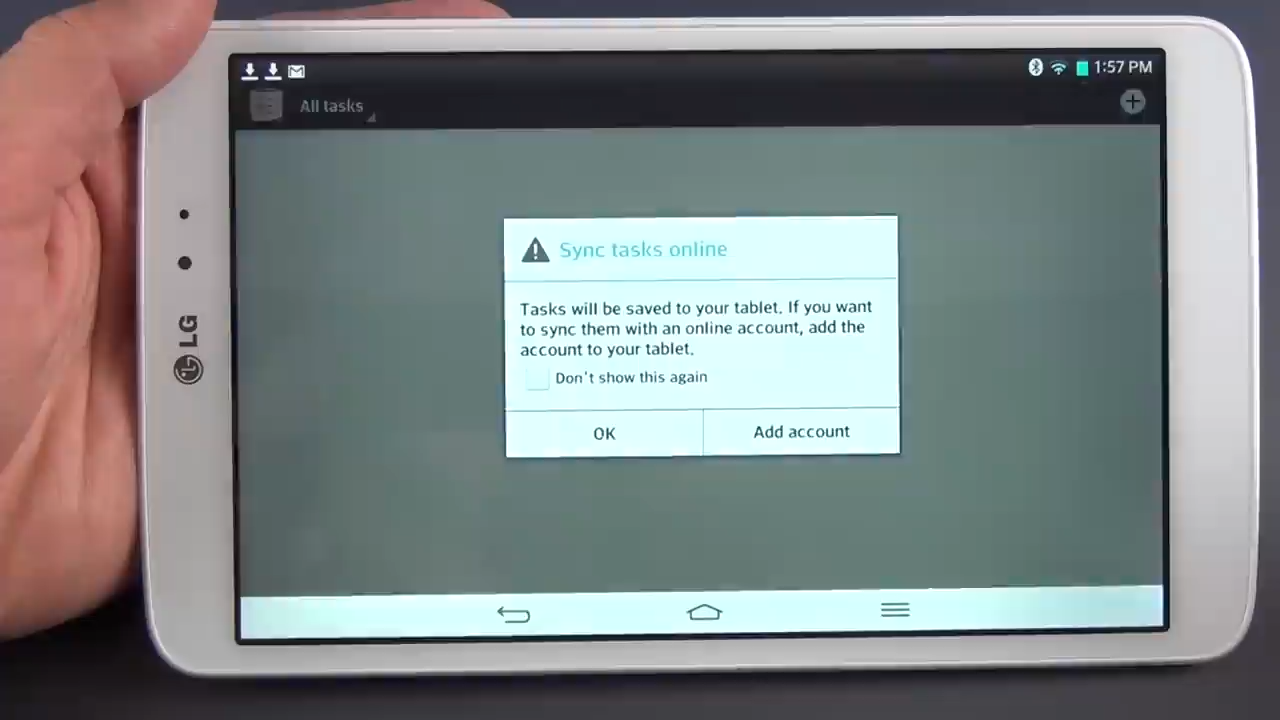 1:57 PM
All tasks
Sync tasks online
Tasks will be saved to your tablet. If you want
to sync them with an online account, add the
account to your tablet.
Don't show this again
OK
Add account
LG